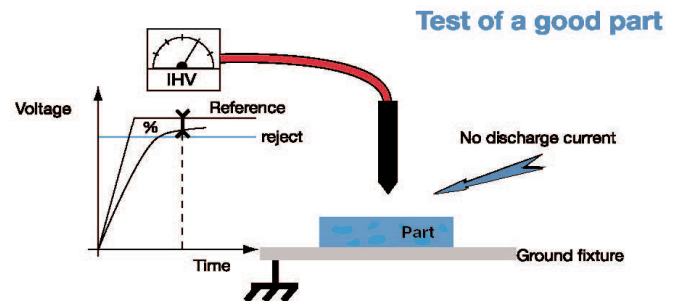 Test of a good part
IHV
Voltage
Reference
%
reject
No discharge current
Part
Ground fixture
Time